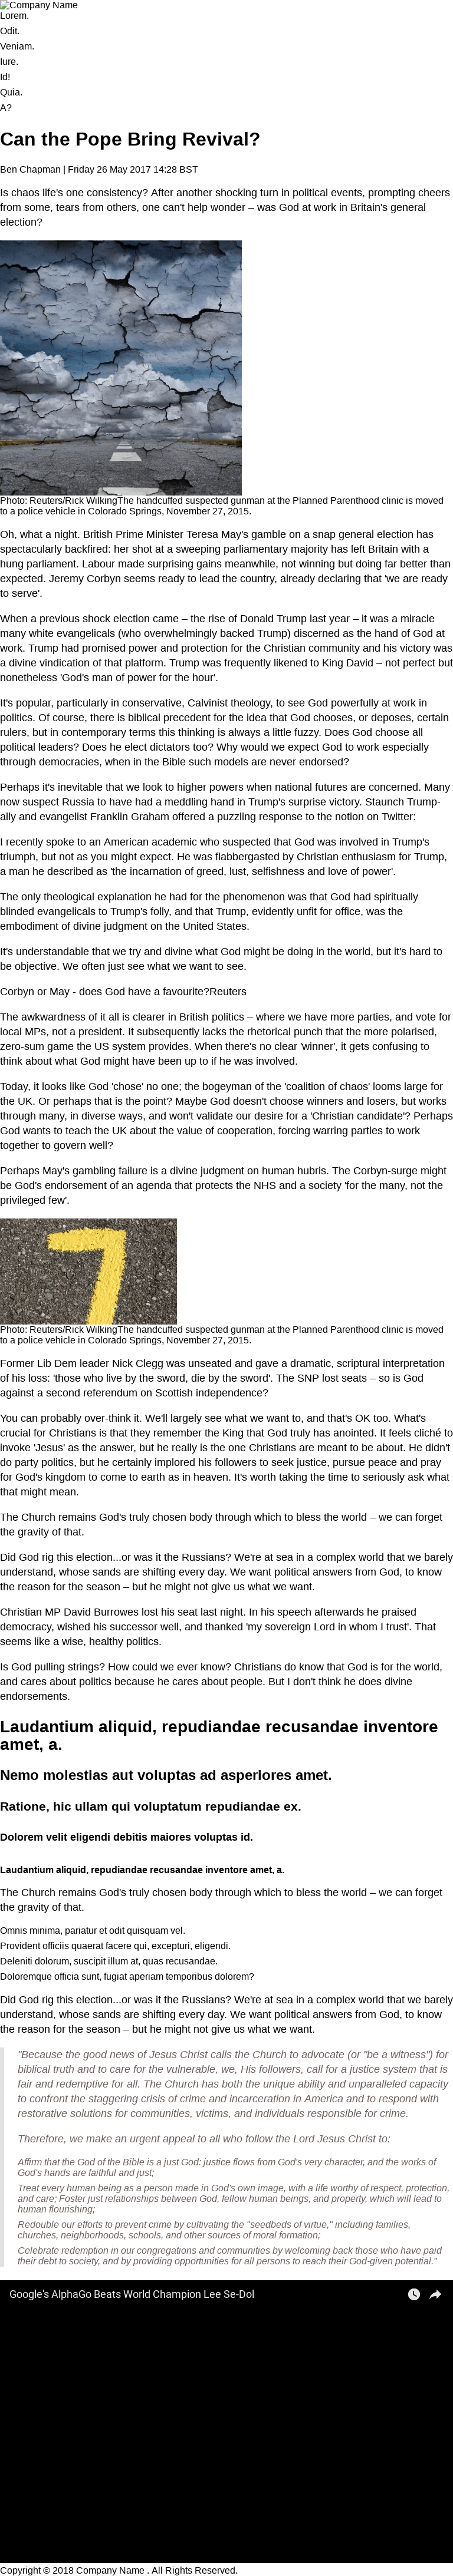 Company Name
Lorem.
Odit.
Veniam.
Iure.
Id!
Quia.
A?
Can the Pope Bring Revival?
Ben Chapman | Friday 26 May 2017 14:28 BST
Is chaos life's one consistency? After another shocking turn in political events, prompting cheers
from some, tears from others, one can't help wonder – was God at work in Britain's general
election?
Photo: Reuters/Rick WilkingThe handcuffed suspected gunman at the Planned Parenthood clinic is moved
to a police vehicle in Colorado Springs, November 27, 2015.
Oh, what a night. British Prime Minister Teresa May's gamble on a snap general election has
spectacularly backfired: her shot at a sweeping parliamentary majority has left Britain with a
hung parliament. Labour made surprising gains meanwhile, not winning but doing far better than
expected. Jeremy Corbyn seems ready to lead the country, already declaring that 'we are ready
to serve'.
When a previous shock election came – the rise of Donald Trump last year – it was a miracle
many white evangelicals (who overwhelmingly backed Trump) discerned as the hand of God at
work. Trump had promised power and protection for the Christian community and his victory was
a divine vindication of that platform. Trump was frequently likened to King David – not perfect but
nonetheless 'God's man of power for the hour'.
It's popular, particularly in conservative, Calvinist theology, to see God powerfully at work in
politics. Of course, there is biblical precedent for the idea that God chooses, or deposes, certain
rulers, but in contemporary terms this thinking is always a little fuzzy. Does God choose all
political leaders? Does he elect dictators too? Why would we expect God to work especially
through democracies, when in the Bible such models are never endorsed?
Perhaps it's inevitable that we look to higher powers when national futures are concerned. Many
now suspect Russia to have had a meddling hand in Trump's surprise victory. Staunch Trump-
ally and evangelist Franklin Graham offered a puzzling response to the notion on Twitter:
I recently spoke to an American academic who suspected that God was involved in Trump's
triumph, but not as you might expect. He was flabbergasted by Christian enthusiasm for Trump,
a man he described as 'the incarnation of greed, lust, selfishness and love of power'.
The only theological explanation he had for the phenomenon was that God had spiritually
blinded evangelicals to Trump's folly, and that Trump, evidently unfit for office, was the
embodiment of divine judgment on the United States.
It's understandable that we try and divine what God might be doing in the world, but it's hard to
be objective. We often just see what we want to see.
Corbyn or May - does God have a favourite?Reuters
The awkwardness of it all is clearer in British politics – where we have more parties, and vote for
local MPs, not a president. It subsequently lacks the rhetorical punch that the more polarised,
zero-sum game the US system provides. When there's no clear 'winner', it gets confusing to
think about what God might have been up to if he was involved.
Today, it looks like God 'chose' no one; the bogeyman of the 'coalition of chaos' looms large for
the UK. Or perhaps that is the point? Maybe God doesn't choose winners and losers, but works
through many, in diverse ways, and won't validate our desire for a 'Christian candidate'? Perhaps
God wants to teach the UK about the value of cooperation, forcing warring parties to work
together to govern well?
Perhaps May's gambling failure is a divine judgment on human hubris. The Corbyn-surge might
be God's endorsement of an agenda that protects the NHS and a society 'for the many, not the
privileged few'.
7
Photo: Reuters/Rick WilkingThe handcuffed suspected gunman at the Planned Parenthood clinic is moved
to a police vehicle in Colorado Springs, November 27, 2015.
Former Lib Dem leader Nick Clegg was unseated and gave a dramatic, scriptural interpretation
of his loss: 'those who live by the sword, die by the sword'. The SNP lost seats – so is God
against a second referendum on Scottish independence?
You can probably over-think it. We'll largely see what we want to, and that's OK too. What's
crucial for Christians is that they remember the King that God truly has anointed. It feels cliché to
invoke 'Jesus' as the answer, but he really is the one Christians are meant to be about. He didn't
do party politics, but he certainly implored his followers to seek justice, pursue peace and pray
for God's kingdom to come to earth as in heaven. It's worth taking the time to seriously ask what
that might mean.
The Church remains God's truly chosen body through which to bless the world – we can forget
the gravity of that.
Did God rig this election...or was it the Russians? We're at sea in a complex world that we barely
understand, whose sands are shifting every day. We want political answers from God, to know
the reason for the season – but he might not give us what we want.
Christian MP David Burrowes lost his seat last night. In his speech afterwards he praised
democracy, wished his successor well, and thanked 'my sovereign Lord in whom I trust'. That
seems like a wise, healthy politics.
Is God pulling strings? How could we ever know? Christians do know that God is for the world,
and cares about politics because he cares about people. But I don't think he does divine
endorsements.
Laudantium aliquid, repudiandae recusandae inventore
amet, a.
Nemo molestias aut voluptas ad asperiores amet.
Ratione, hic ullam qui voluptatum repudiandae ex.
Dolorem velit eligendi debitis maiores voluptas id.
Laudantium aliquid, repudiandae recusandae inventore amet, a.
The Church remains God's truly chosen body through which to bless the world – we can forget
the gravity of that.
Omnis minima, pariatur et odit quisquam vel.
Provident officiis quaerat facere qui, excepturi, eligendi.
Deleniti dolorum, suscipit illum at, quas recusandae.
Doloremque officia sunt, fugiat aperiam temporibus dolorem?
Did God rig this election...or was it the Russians? We're at sea in a complex world that we barely
understand, whose sands are shifting every day. We want political answers from God, to know
the reason for the season – but he might not give us what we want.
"Because the good news of Jesus Christ calls the Church to advocate (or "be a witness") for
biblical truth and to care for the vulnerable, we, His followers, call for a justice system that is
fair and redemptive for all. The Church has both the unique ability and unparalleled capacity
to confront the staggering crisis of crime and incarceration in America and to respond with
restorative solutions for communities, victims, and individuals responsible for crime.
Therefore, we make an urgent appeal to all who follow the Lord Jesus Christ to:
Affirm that the God of the Bible is a just God: justice flows from God's very character, and the works of
God's hands are faithful and just;
Treat every human being as a person made in God's own image, with a life worthy of respect, protection,
and care; Foster just relationships between God, fellow human beings, and property, which will lead to
human flourishing;
Redouble our efforts to prevent crime by cultivating the "seedbeds of virtue," including families,
churches, neighborhoods, schools, and other sources of moral formation;
Celebrate redemption in our congregations and communities by welcoming back those who have paid
their debt to society, and by providing opportunities for all persons to reach their God-given potential."
Google's AlphaGo Beats World Champion Lee Se-Dol
Copyright © 2018 Company Name . All Rights Reserved.